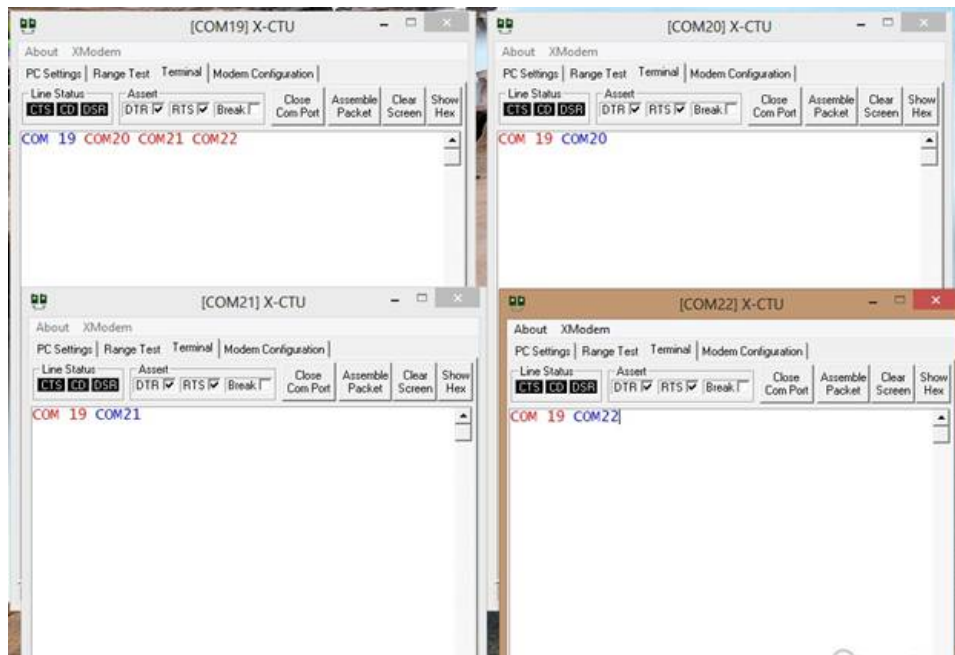 [COM19] X-CTU
About XModem
PC Settings Range Test Terminal Modem Configuration
Line Status Assert
CTS CD DSR DTR RTS Break Close Com Port Assemble Packet Clear Screen Show Hex
COM 19 COM20 COM21 COM22
[COM20] X-CTU
About XModem
PC Settings Range Test Terminal Modem Configuration
Line Status Assert
CTS CD DSR DTR RTS Break Close Com Port Assemble Packet Clear Screen Show Hex
COM 19 COM20
[COM21] X-CTU
About XModem
PC Settings Range Test Terminal Modem Configuration
Line Status Assert
CTS CD DSR DTR RTS Break Close Com Port Assemble Packet Clear Screen Show Hex
COM 19 COM21
[COM22] X-CTU
About XModem
PC Settings Range Test Terminal Modem Configuration
Line Status Assert
CTS CD DSR DTR RTS Break Close Com Port Assemble Packet Clear Screen Show Hex
COM 19 COM22